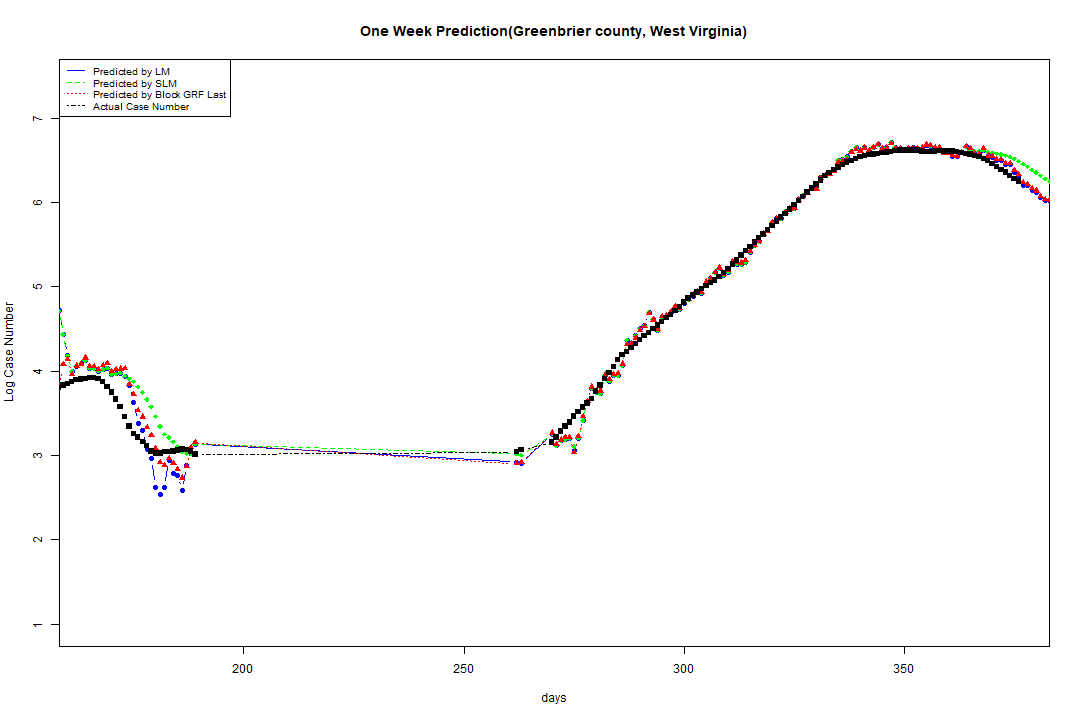 One Week Prediction(Greenbrier county, West Virginia)
Predicted by LM
Predicted by SLM
Predicted by Block GRF Last
Actual Case Number
Log Case Number
7
6
5
4
3
2
1
200
250
300
350
days